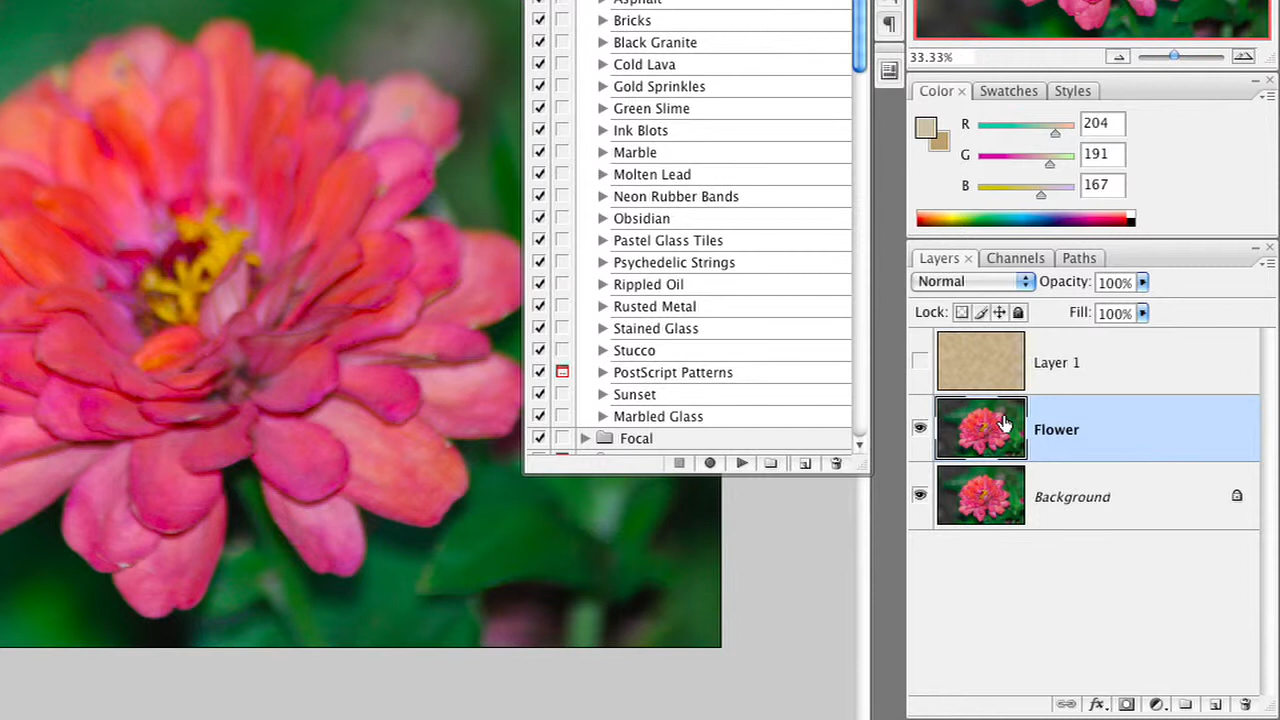 Asphalt
Bricks
Black Granite
Cold Lava
Gold Sprinkles
Green Slime
Ink Blots
Marble
Molten Lead
Neon Rubber Bands
Obsidian
Pastel Glass Tiles
Psychedelic Strings
Rippled Oil
Rusted Metal
Stained Glass
Stucco
PostScript Patterns
Sunset
Marbled Glass
Focal
33.33%
Color × Swatches Styles
R 204
G 191
B 167
Layers × Channels Paths
Normal Opacity: 100%
Lock: Fill: 100%
Layer 1
Flower
Background